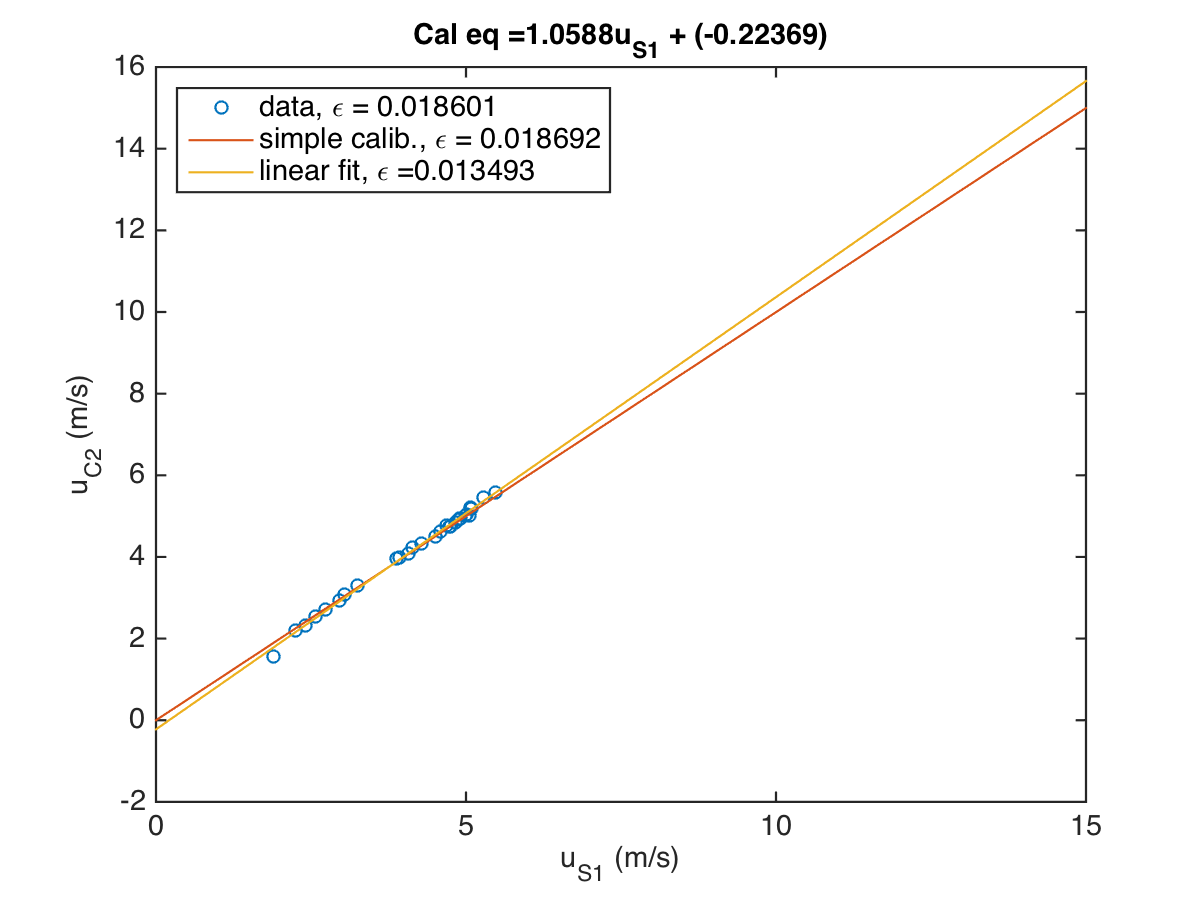 Cal eq =1.0588u_S1 + (-0.22369)
data, ϵ = 0.018601
simple calib., ϵ = 0.018692
linear fit, ϵ =0.013493
16
14
12
10
8
6
4
2
0
-2
0 5 10 15
u_C2 (m/s)
u_S1 (m/s)